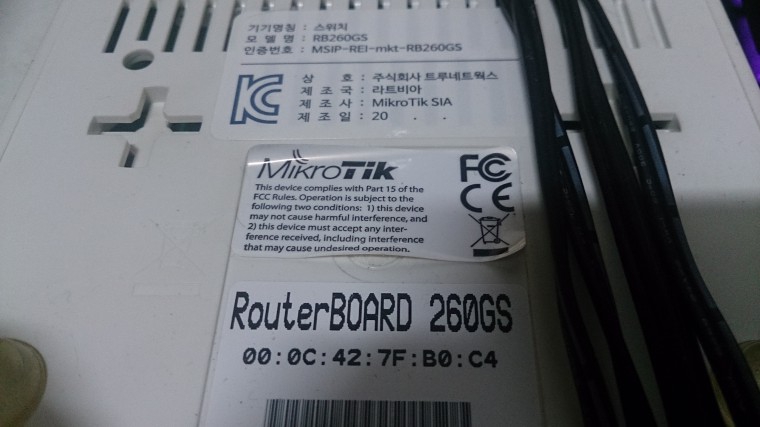 기기명칭 : 스위치
모 델 명 : RB260GS
인증번호 : MSIP-REI-mkt-RB260GS
상 호 : 주식회사 트루네트웍스
제 조 국 : 라트비아
제 조 사 : MikroTik SIA
제 조 일 : 20 . .
MikroTik
FC
CE
This device complies with Part 15 of the
FCC Rules. Operation is subject to the
following two conditions: 1) this device
may not cause harmful interference, and
2) this device must accept any inter-
ference received, including interference
that may cause undesired operation.
RouterBOARD 260GS
00:0C:42:7F:B0:C4